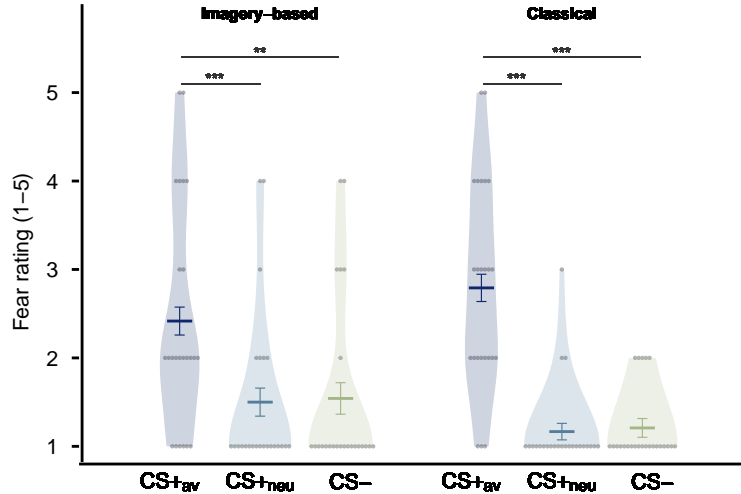 Imagery–based
Classical
** ***
*** ***
5
4
3
2
1
Fear rating (1–5)
CS+av CS+neu CS– CS+av CS+neu CS–